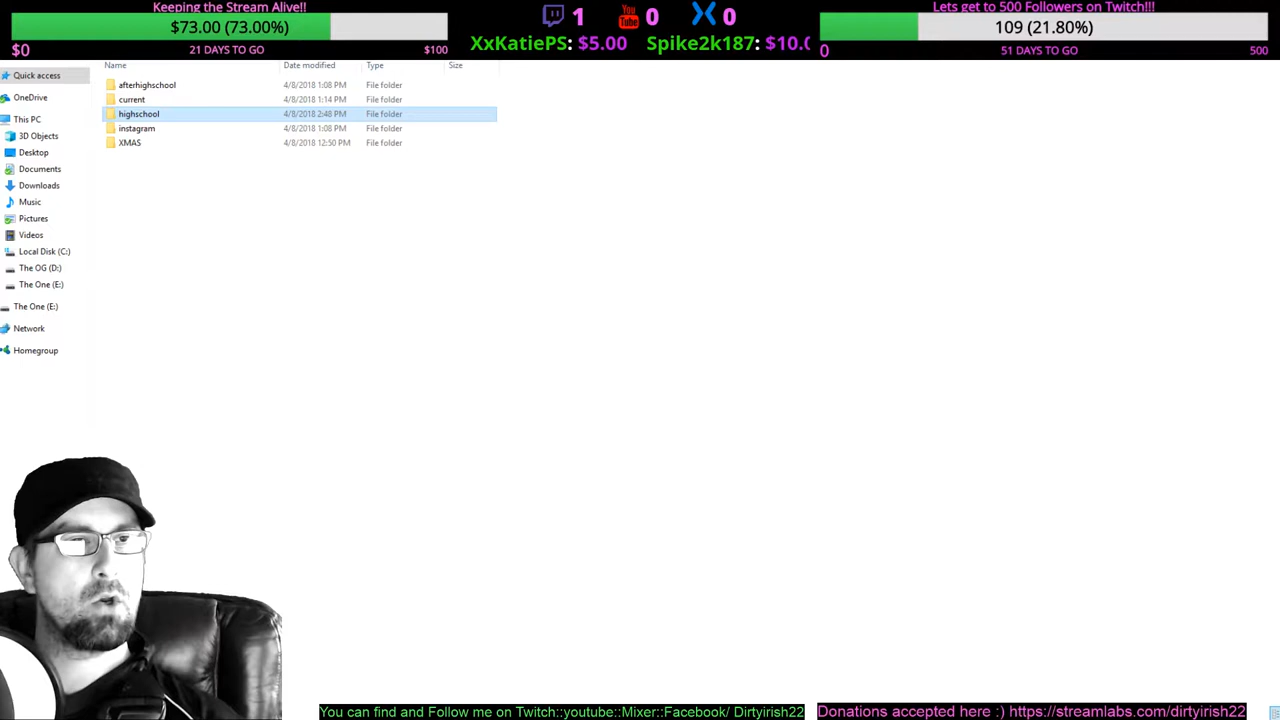 Keeping the Stream Alive!!
$73.00 (73.00%)
$0
21 DAYS TO GO
$100
1
You Tube
0
0
XxKatiePS: $5.00 Spike2k187: $10.0
Lets get to 500 Followers on Twitch!!!
109 (21.80%)
0
51 DAYS TO GO
500
Name Date modified Type Size
Quick access
OneDrive
This PC
3D Objects
Desktop
Documents
Downloads
Music
Pictures
Videos
Local Disk (C:)
The OG (D:)
The One (E:)
The One (E:)
Network
Homegroup
afterhighschool 4/8/2018 1:08 PM File folder
current 4/8/2018 1:14 PM File folder
highschool 4/8/2018 2:48 PM File folder
instagram 4/8/2018 1:08 PM File folder
XMAS 4/8/2018 12:50 PM File folder
You can find and Follow me on Twitch::youtube::Mixer::Facebook/ Dirtyirish22
Donations accepted here :) https://streamlabs.com/dirtyirish22